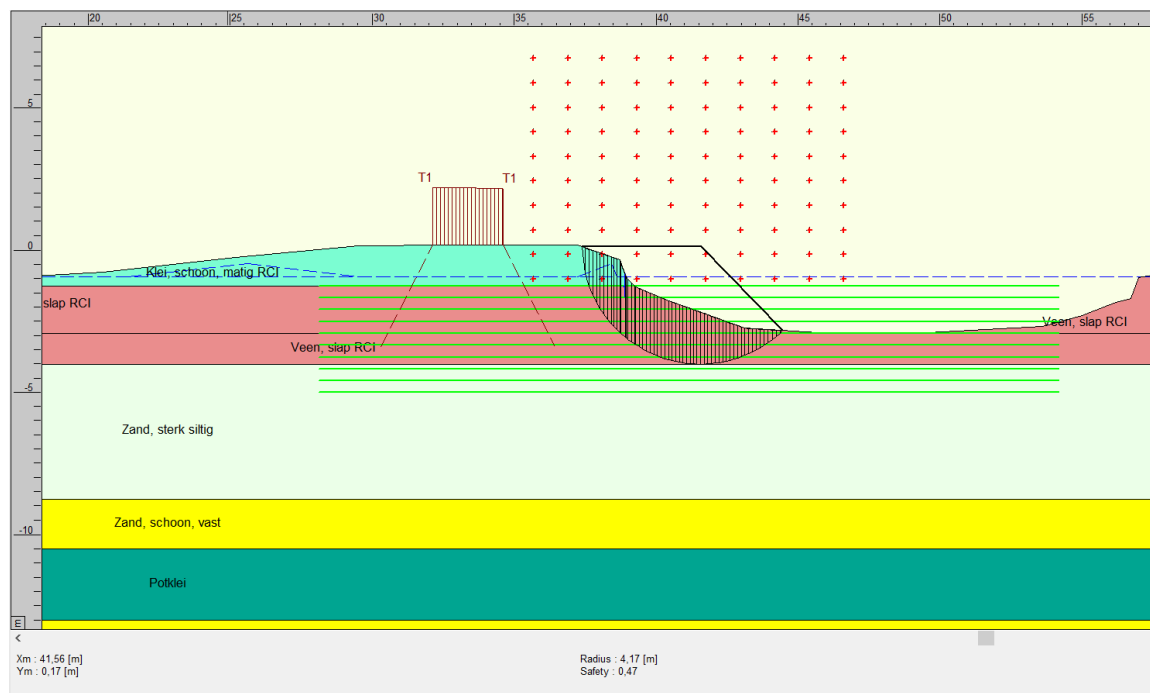 20 25 30 35 40 45 50 55
5
T1 T1
0
Klei, schoon, matig RCI
slap RCI
Veen, slap RCI
Veen, slap RCI
-5
Zand, sterk siltig
Zand, schoon, vast
-10
Potklei
m
Xm : 41,56 [m]
Radius : 4,17 [m]
Ym : 0,17 [m]
Safety : 0,47